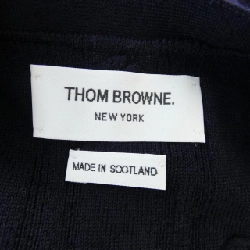 THOM BROWNE.
NEW YORK
MADE IN SCOTLAND